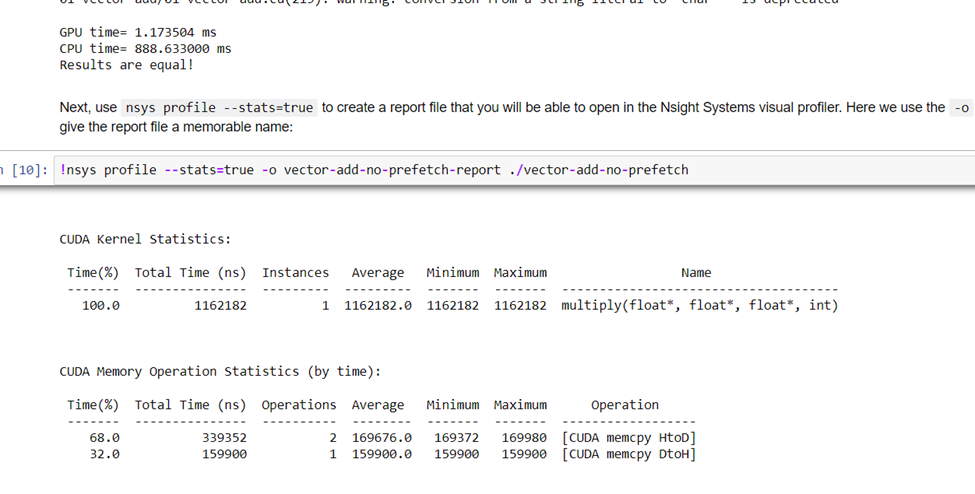 GPU time= 1.173504 ms
CPU time= 888.633000 ms
Results are equal!
Next, use nsys profile --stats=true to create a report file that you will be able to open in the Nsight Systems visual profiler. Here we use the -o
give the report file a memorable name:
[10]: !nsys profile --stats=true -o vector-add-no-prefetch-report ./vector-add-no-prefetch
CUDA Kernel Statistics:
Time(%) Total Time (ns) Instances Average Minimum Maximum Name
------- --------------- --------- --------- ------- ------- -------------------------------------
100.0 1162182 1 1162182.0 1162182 1162182 multiply(float*, float*, float*, int)
CUDA Memory Operation Statistics (by time):
Time(%) Total Time (ns) Operations Average Minimum Maximum Operation
------- --------------- ---------- -------- ------- ------- ------------------
68.0 339352 2 169676.0 169372 169980 [CUDA memcpy HtoD]
32.0 159900 1 159900.0 159900 159900 [CUDA memcpy DtoH]